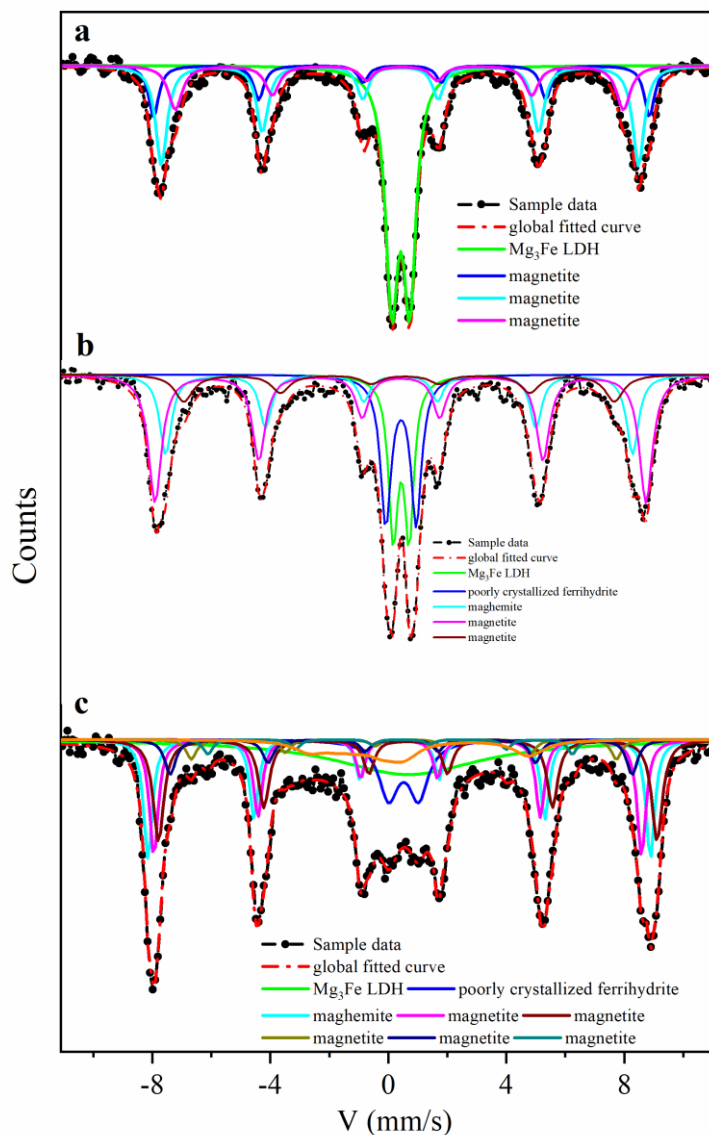 a
Sample data
global fitted curve
Mg₃Fe LDH
magnetite
magnetite
magnetite
b
Sample data
global fitted curve
Mg₃Fe LDH
poorly crystallized ferrihydrite
maghemite
magnetite
magnetite
Counts
c
Sample data
global fitted curve
Mg₃Fe LDH poorly crystallized ferrihydrite
maghemite magnetite magnetite
magnetite magnetite magnetite
-8 -4 0 4 8
V (mm/s)